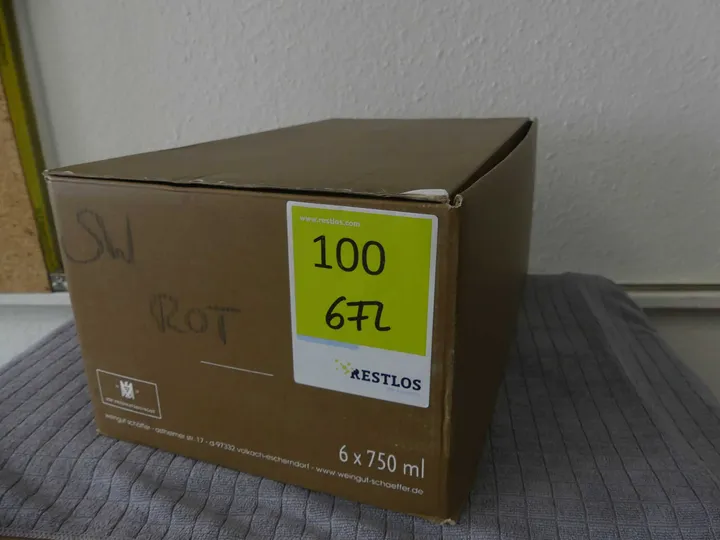 SW
ROT
www.restlos.com
100
6FL
RESTLOS
6 x 750 ml
weingut-schäffer - astheimer str. 17 - d-97332 volkach-escherndorf - www.weingut-schaeffer.de